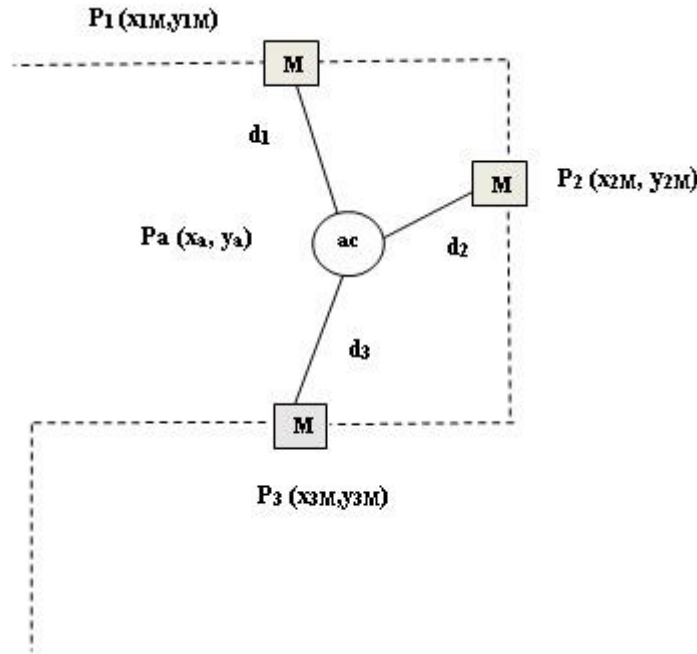 P₁ (x₁ₘ,y₁ₘ)
M
d₁
M
P₂ (x₂ₘ, y₂ₘ)
Pa (xₐ, yₐ)
ac
d₂
d₃
M
P₃ (x₃ₘ,y₃ₘ)